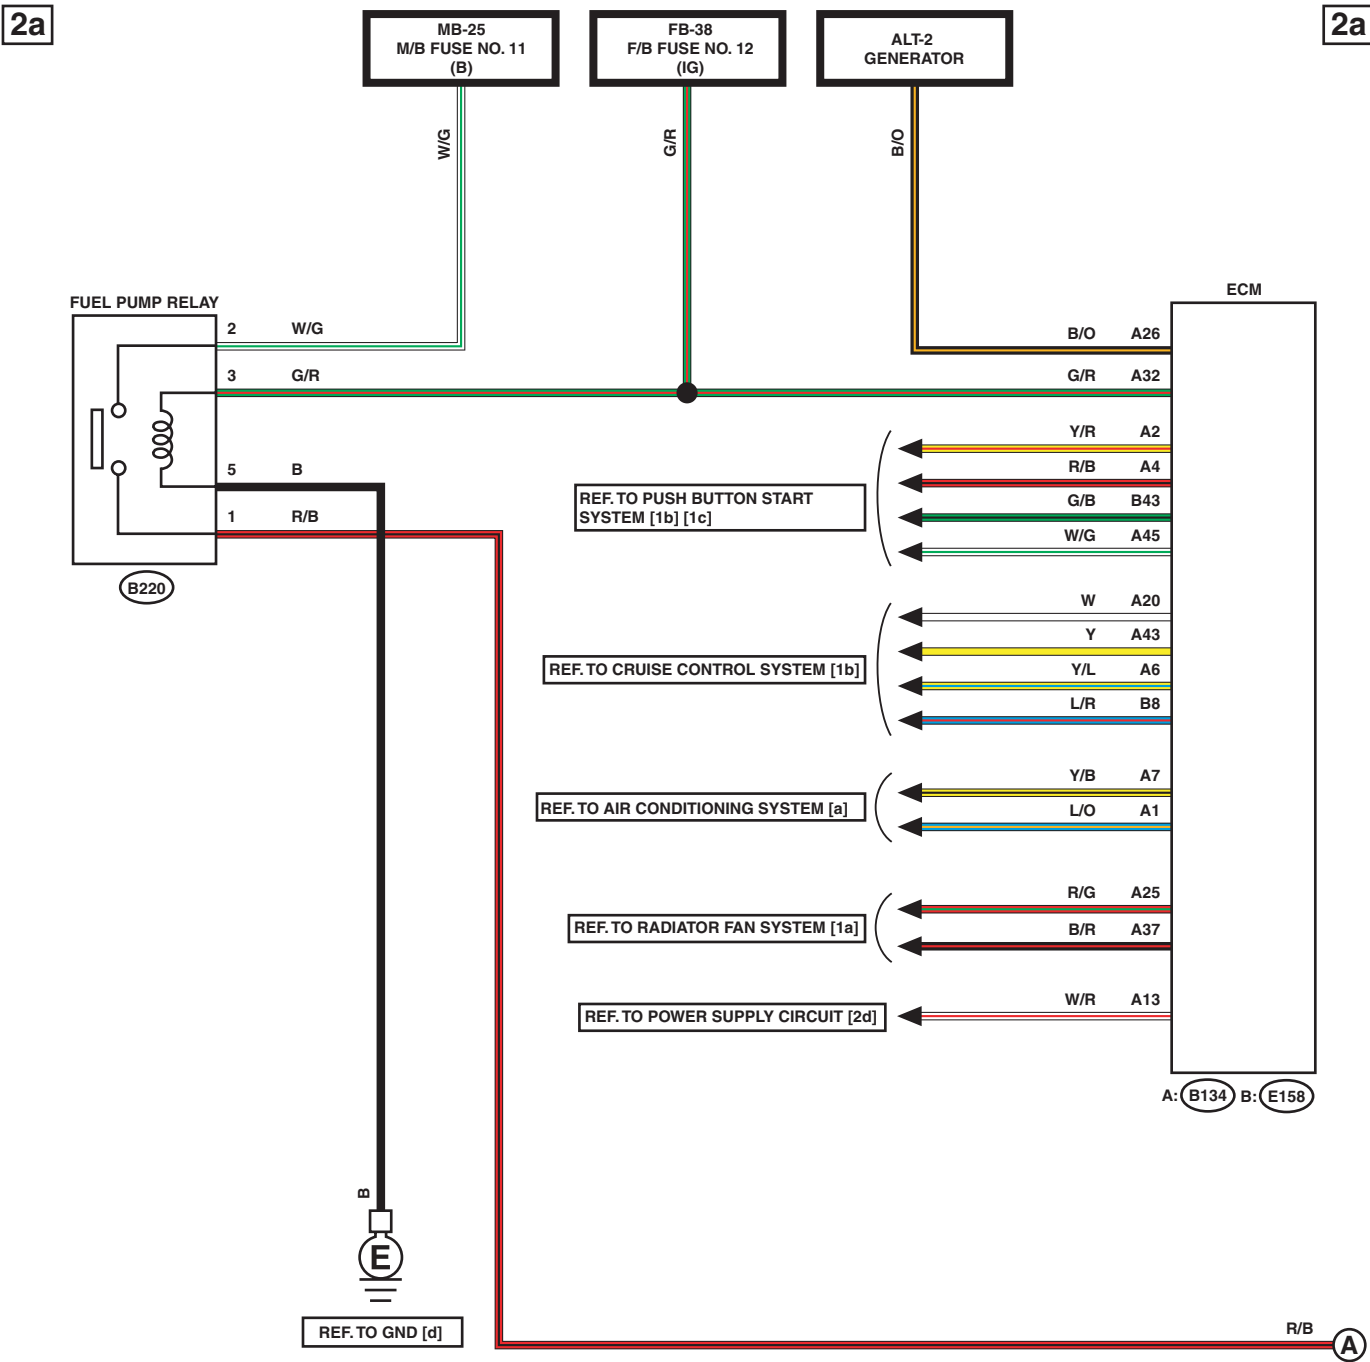 2a
2a
MB-25
M/B FUSE NO. 11
(B)
FB-38
F/B FUSE NO. 12
(IG)
ALT-2
GENERATOR
W/G
G/R
B/O
FUEL PUMP RELAY
2 W/G
3 G/R
5 B
1 R/B
B220
ECM
B/O A26
G/R A32
Y/R A2
R/B A4
G/B B43
W/G A45
REF. TO PUSH BUTTON START
SYSTEM [1b] [1c]
W A20
Y A43
Y/L A6
L/R B8
REF. TO CRUISE CONTROL SYSTEM [1b]
Y/B A7
L/O A1
REF. TO AIR CONDITIONING SYSTEM [a]
R/G A25
B/R A37
REF. TO RADIATOR FAN SYSTEM [1a]
W/R A13
REF. TO POWER SUPPLY CIRCUIT [2d]
A: B134 B: E158
B
E
REF. TO GND [d]
R/B
A